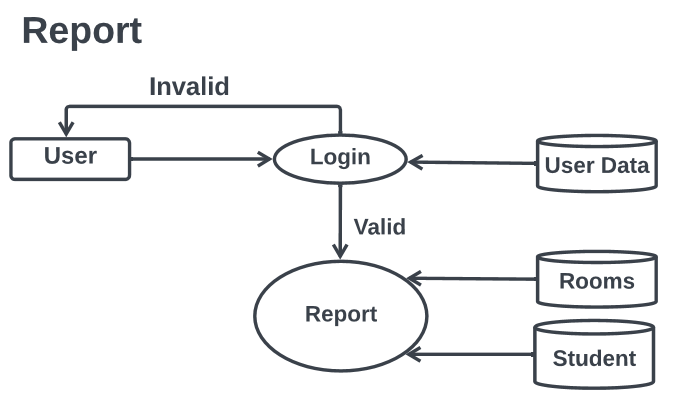 Report
Invalid
User
Login
User Data
Valid
Rooms
Report
Student